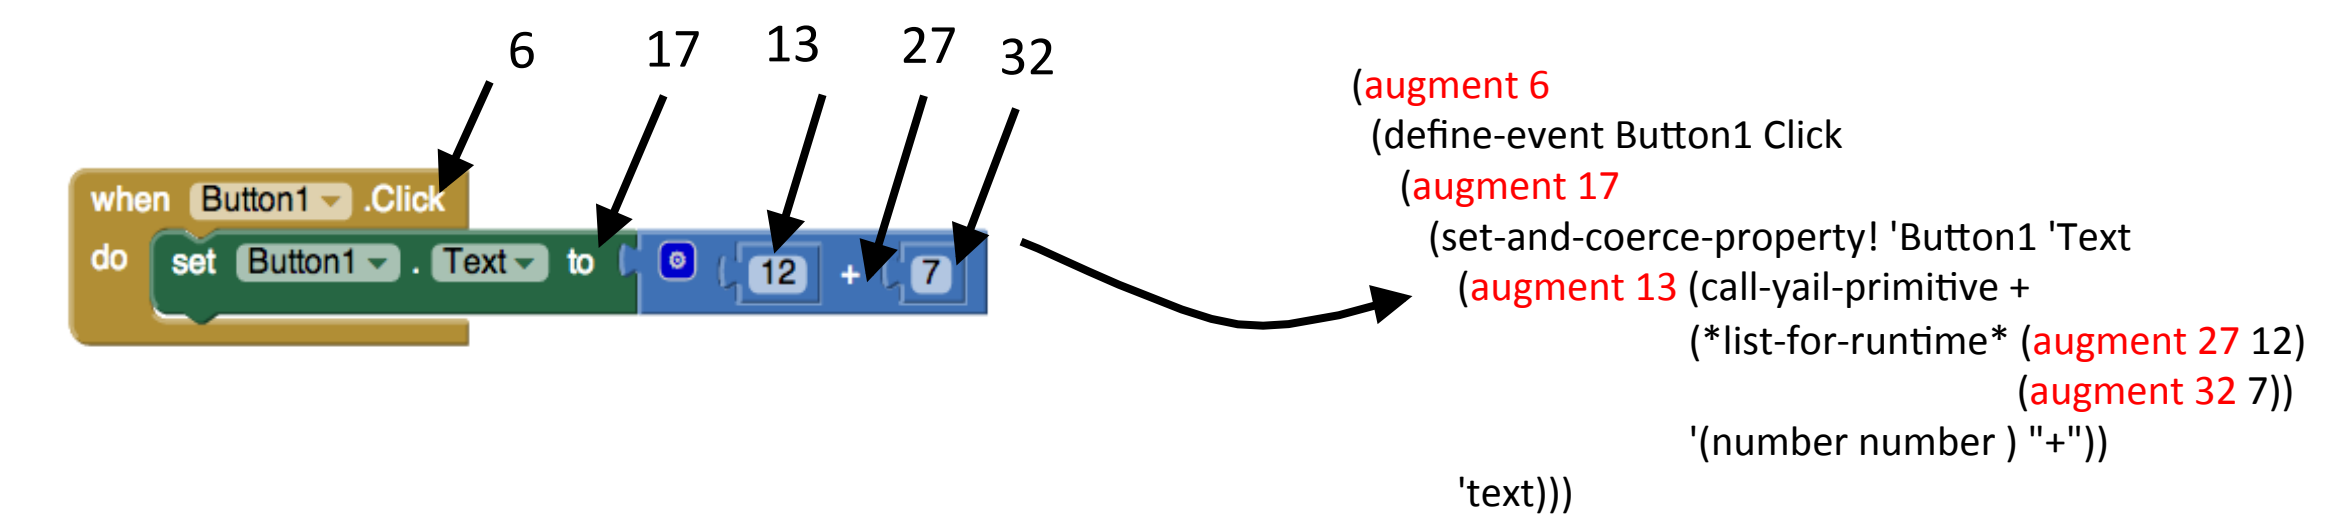 6 17 13 27 32
when Button1 .Click
do set Button1 . Text to 12 + 7
(augment 6
(define-event Button1 Click
(augment 17
(set-and-coerce-property! 'Button1 'Text
(augment 13 (call-yail-primitive +
(*list-for-runtime* (augment 27 12)
(augment 32 7))
'(number number ) "+"))
'text)))